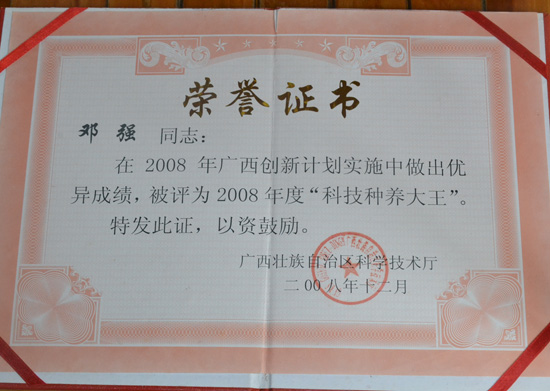 荣誉证书
邓强 同志：
在 2008 年广西创新计划实施中做出优
异成绩，被评为 2008 年度“科技种养大王”。
特发此证，以资鼓励。
广西壮族自治区科学技术厅
二00八年十二月